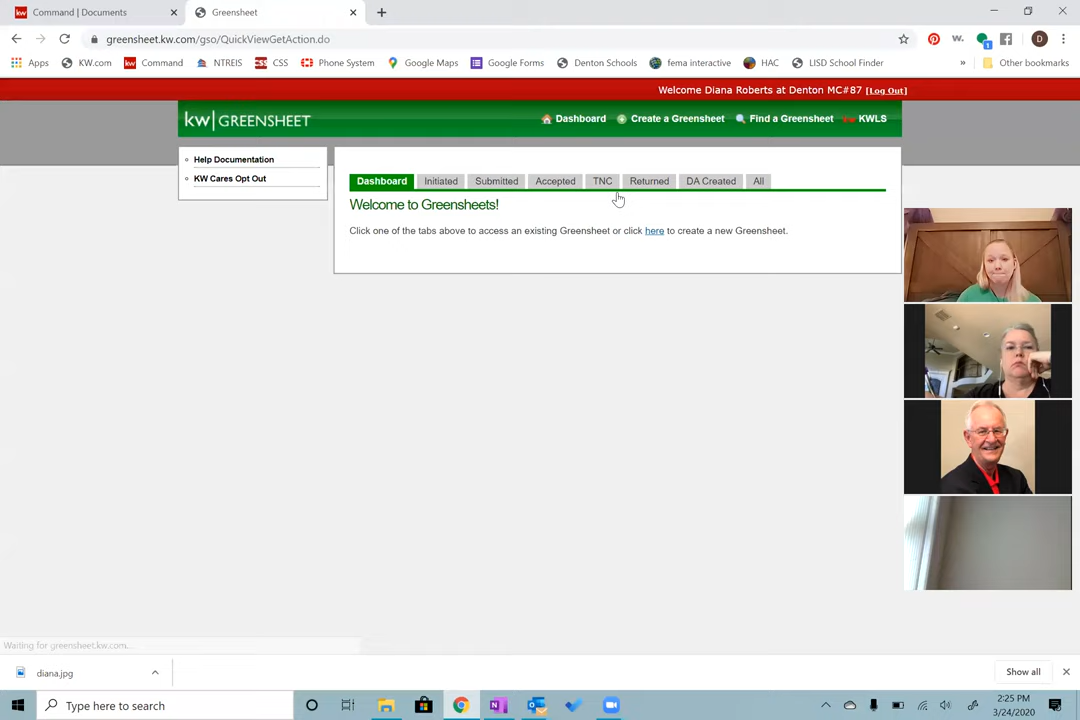 Command | Documents
Greensheet
greensheet.kw.com/gso/QuickViewGetAction.do
Apps KW.com Command NTREIS CSS Phone System Google Maps Google Forms Denton Schools fema interactive HAC LISD School Finder » Other bookmarks
Welcome Diana Roberts at Denton MC#87 [Log Out]
kw|GREENSHEET
Dashboard Create a Greensheet Find a Greensheet KWLS
Help Documentation
KW Cares Opt Out
Dashboard Initiated Submitted Accepted TNC Returned DA Created All
Welcome to Greensheets!
Click one of the tabs above to access an existing Greensheet or click here to create a new Greensheet.
Waiting for greensheet.kw.com...
diana.jpg
Show all
Type here to search
2:25 PM
3/24/2020